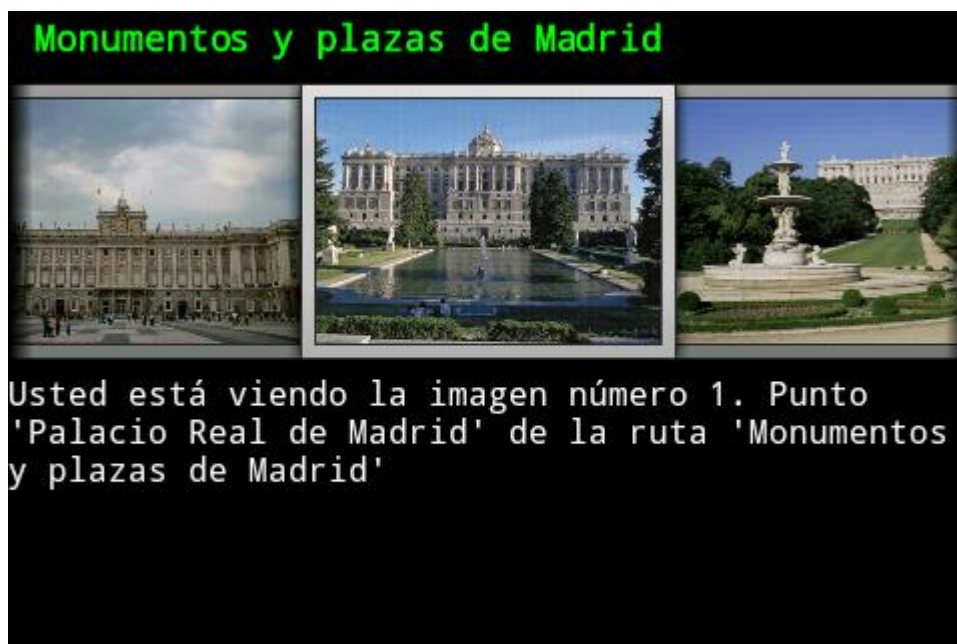 Monumentos y plazas de Madrid
Usted está viendo la imagen número 1. Punto
'Palacio Real de Madrid' de la ruta 'Monumentos
y plazas de Madrid'